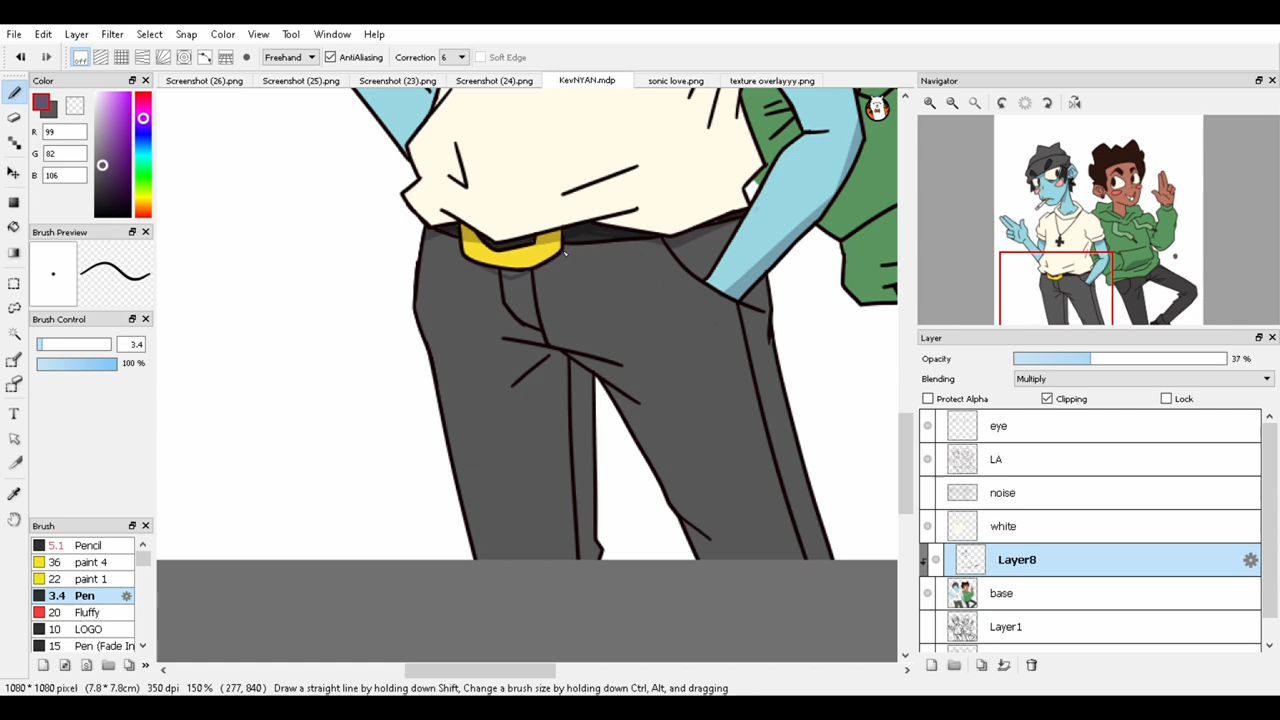 File Edit Layer Filter Select Snap Color View Tool Window Help
off Freehand AntiAliasing Correction 6 Soft Edge
Color
Screenshot (26).png Screenshot (25).png Screenshot (23).png Screenshot (24).png KevNYAN.mdp sonic love.png texture overlayyy.png
Navigator
R 99
G 82
B 106
Brush Preview
Brush Control
3.4
100 %
Layer
Opacity 37 %
Blending Multiply
Protect Alpha Clipping Lock
eye
LA
noise
white
Layer8
base
Layer1
Brush
5.1 Pencil
36 paint 4
22 paint 1
3.4 Pen
20 Fluffy
10 LOGO
15 Pen (Fade In
1080 * 1080 pixel (7.8 * 7.8cm) 350 dpi 150 % ( 277, 840 ) Draw a straight line by holding down Shift, Change a brush size by holding down Ctrl, Alt, and dragging